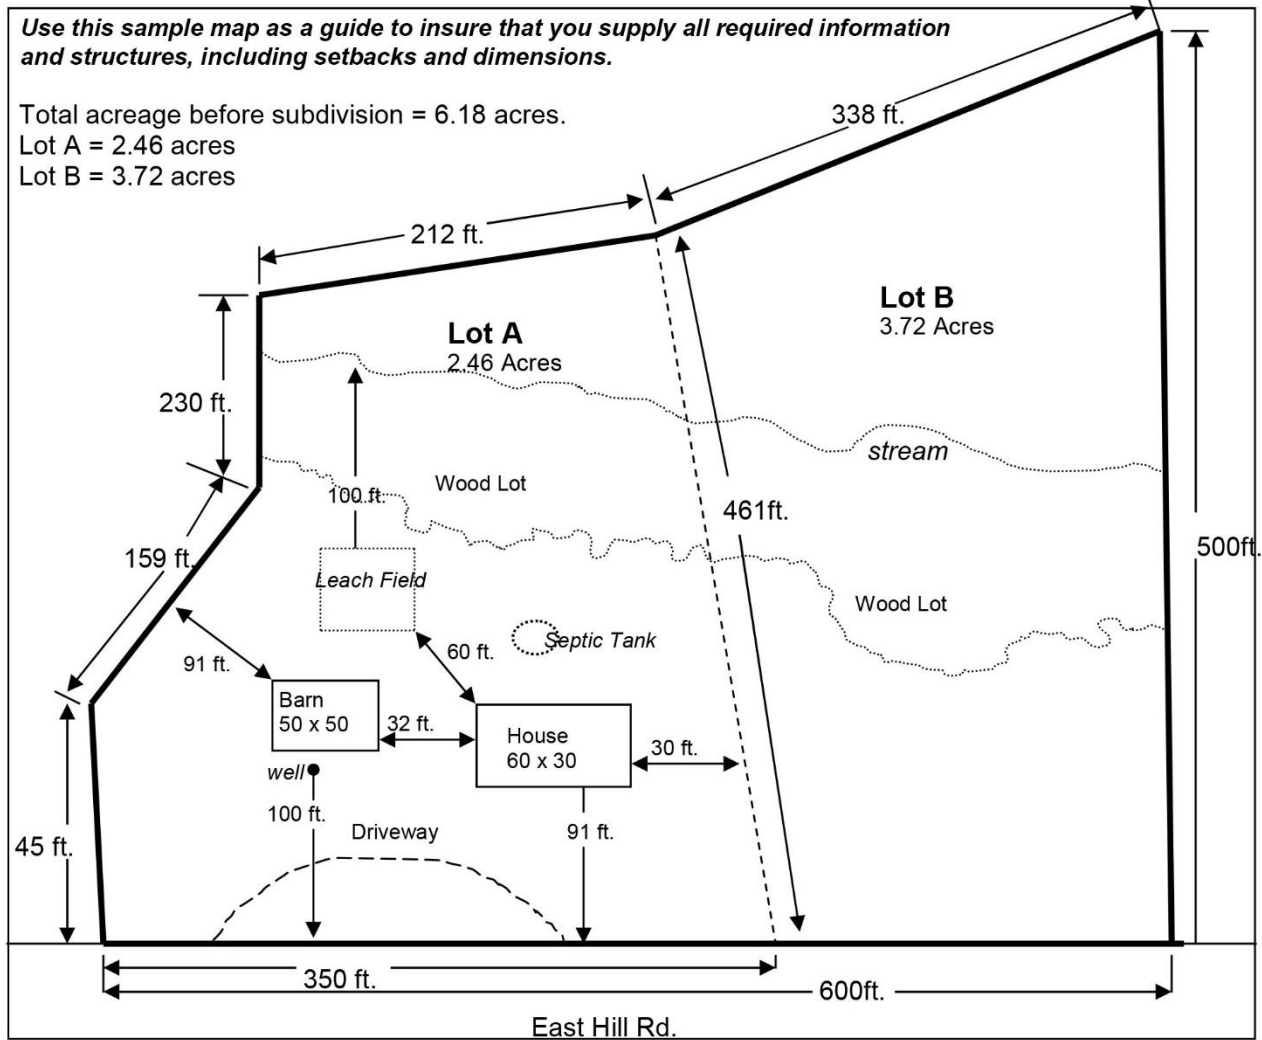 Use this sample map as a guide to insure that you supply all required information
and structures, including setbacks and dimensions.
Total acreage before subdivision = 6.18 acres.
Lot A = 2.46 acres
Lot B = 3.72 acres
338 ft.
212 ft.
Lot B
3.72 Acres
Lot A
2.46 Acres
230 ft.
stream
Wood Lot
100 ft.
461ft.
500ft.
159 ft.
Leach Field
Wood Lot
Septic Tank
60 ft.
91 ft.
Barn
50 x 50
32 ft.
House
60 x 30
30 ft.
well
100 ft.
Driveway
91 ft.
45 ft.
350 ft.
600ft.
East Hill Rd.